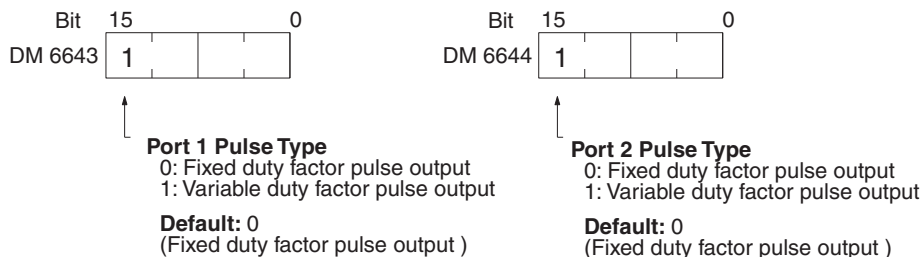 Bit 15 0
DM 6643 1
Port 1 Pulse Type
0: Fixed duty factor pulse output
1: Variable duty factor pulse output
Default: 0
(Fixed duty factor pulse output )
Bit 15 0
DM 6644 1
Port 2 Pulse Type
0: Fixed duty factor pulse output
1: Variable duty factor pulse output
Default: 0
(Fixed duty factor pulse output )